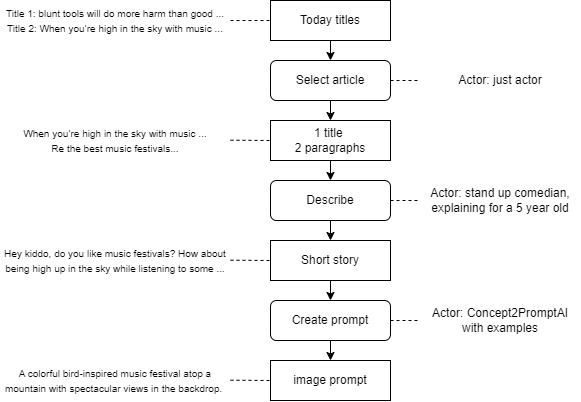 Title 1: blunt tools will do more harm than good ...
Title 2: When you're high in the sky with music ...
Today titles
Select article
Actor: just actor
When you're high in the sky with music ...
Re the best music festivals...
1 title
2 paragraphs
Describe
Actor: stand up comedian,
explaining for a 5 year old
Hey kiddo, do you like music festivals? How about
being high up in the sky while listening to some ...
Short story
Create prompt
Actor: Concept2PromptAI
with examples
A colorful bird-inspired music festival atop a
mountain with spectacular views in the backdrop.
image prompt